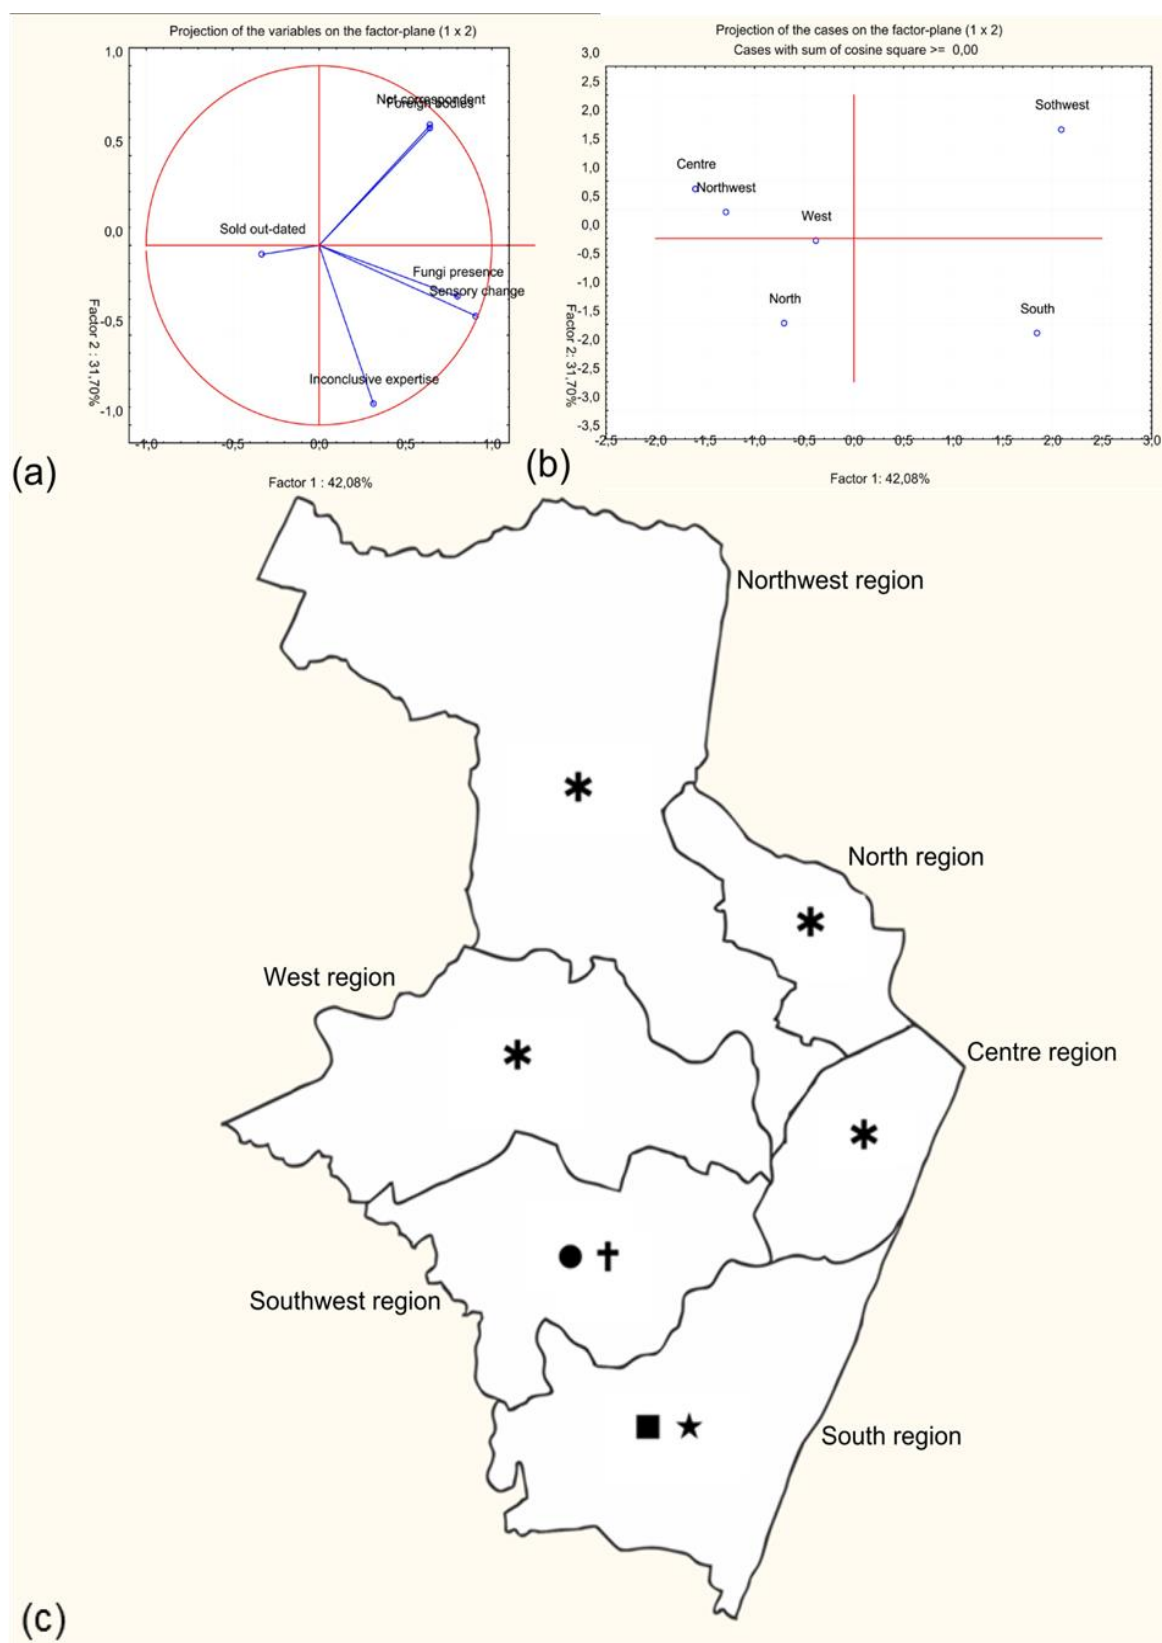 Projection of the variables on the factor-plane (1 x 2)
1,0
0,5
0,0
-0,5
-1,0
Factor 2 : 31,70%
Not correspondent
Foreign bodies
Sold out-dated
Fungi presence
Sensory change
Inconclusive expertise
-1,0 -0,5 0,0 0,5 1,0
Factor 1 : 42,08%
(a)
Projection of the cases on the factor-plane (1 x 2)
Cases with sum of cosine square >= 0,00
3,0
2,5
2,0
1,5
1,0
0,5
0,0
-0,5
-1,0
-1,5
-2,0
-2,5
-3,0
-3,5
Factor 2: 31,70%
Sothwest
Centre
Northwest
West
North
South
-2,5 -2,0 -1,5 -1,0 -0,5 0,0 0,5 1,0 1,5 2,0 2,5 3,0
Factor 1: 42,08%
(b)
Northwest region
North region
West region
Centre region
Southwest region
South region
(c)